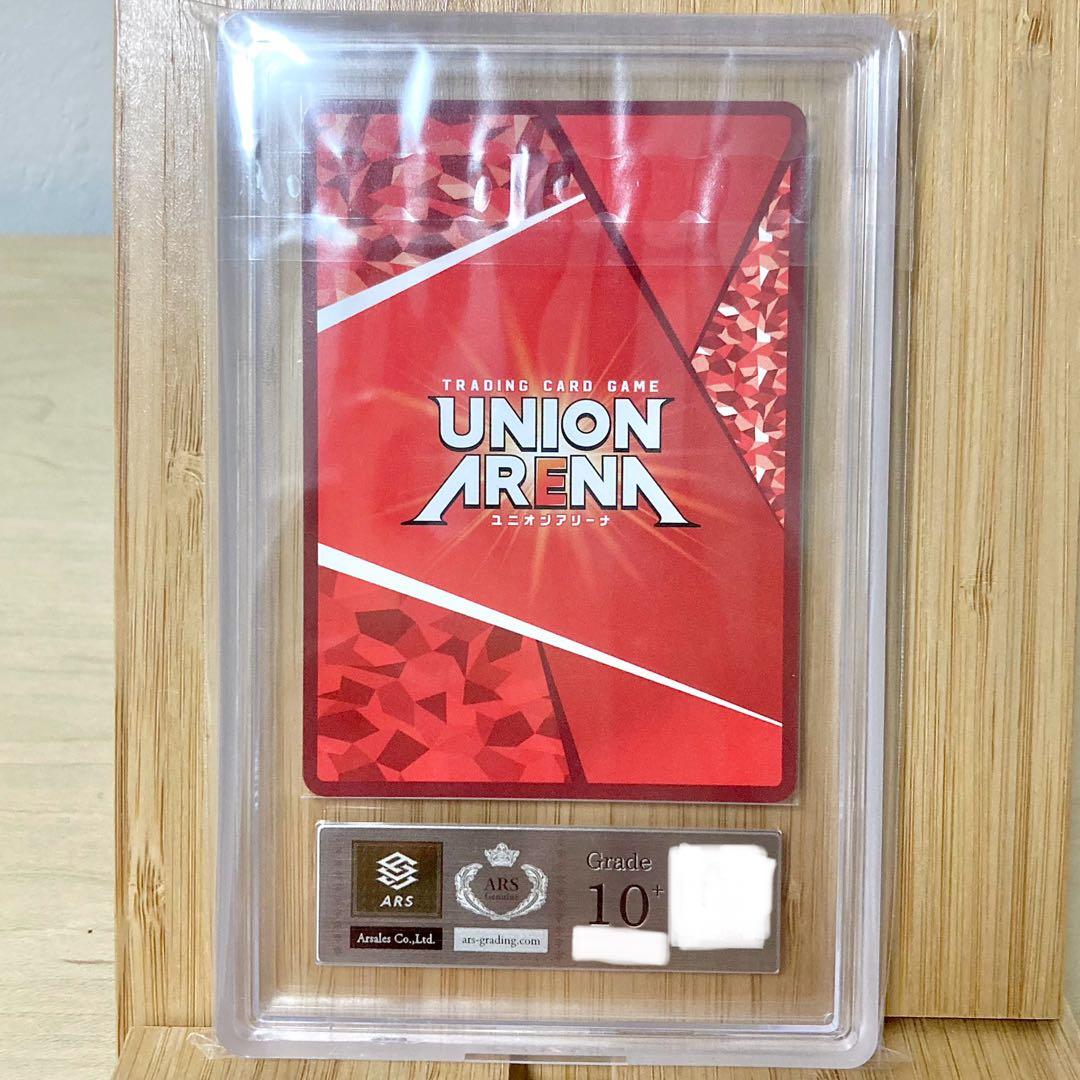 TRADING CARD GAME
UNION
ARENA
ユニオンアリーナ
ARS
Arsales Co.,Ltd.
ARS
Genuine
ars-grading.com
Grade
10+